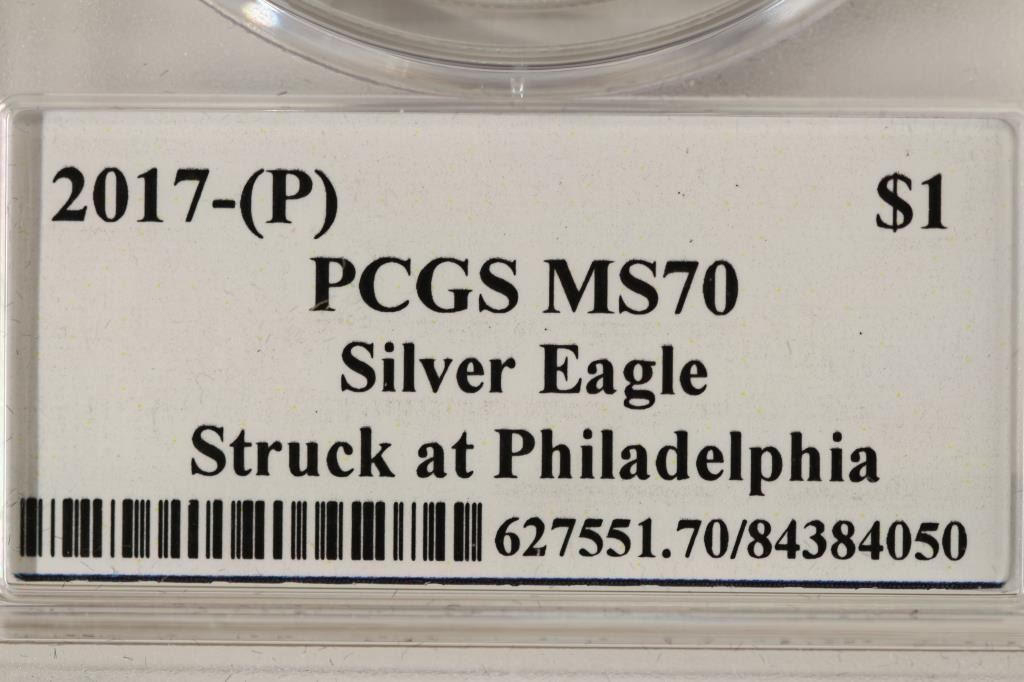 2017-(P) $1
PCGS MS70
Silver Eagle
Struck at Philadelphia
627551.70/84384050